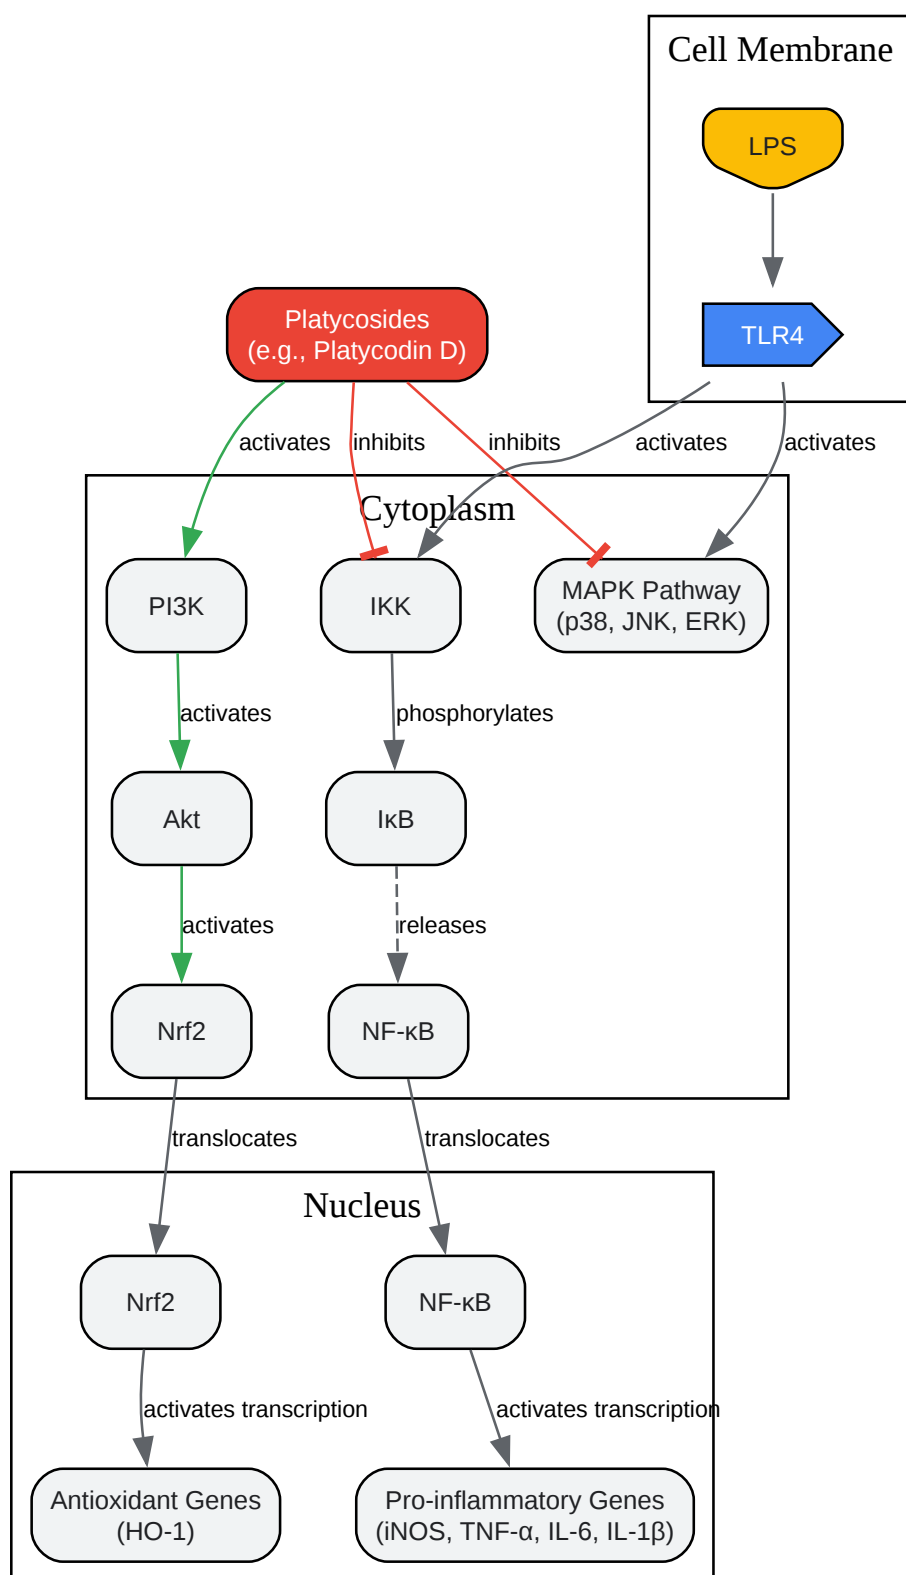 Cell Membrane
LPS
TLR4
Platycosides
(e.g., Platycodin D)
activates
inhibits
inhibits
activates
activates
Cytoplasm
PI3K
IKK
MAPK Pathway
(p38, JNK, ERK)
activates
phosphorylates
Akt
IκB
activates
releases
Nrf2
NF-κB
translocates
translocates
Nucleus
Nrf2
NF-κB
activates transcription
activates transcription
Antioxidant Genes
(HO-1)
Pro-inflammatory Genes
(iNOS, TNF-α, IL-6, IL-1β)